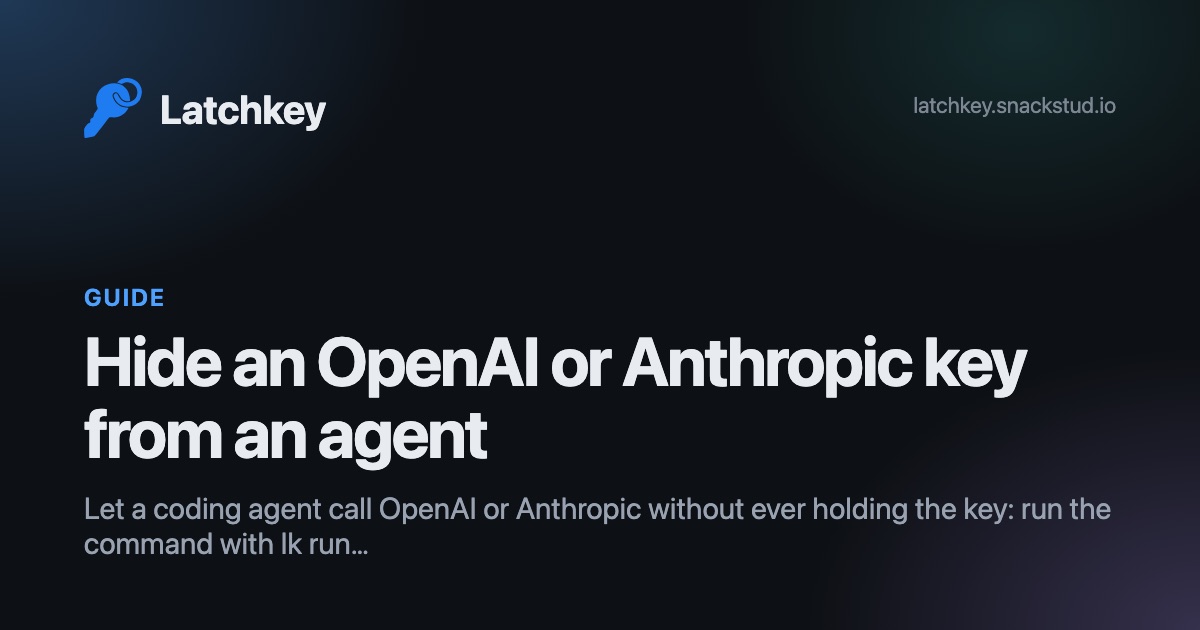 Latchkey
latchkey.snackstud.io
GUIDE
Hide an OpenAI or Anthropic key
from an agent
Let a coding agent call OpenAI or Anthropic without ever holding the key: run the
command with lk run...